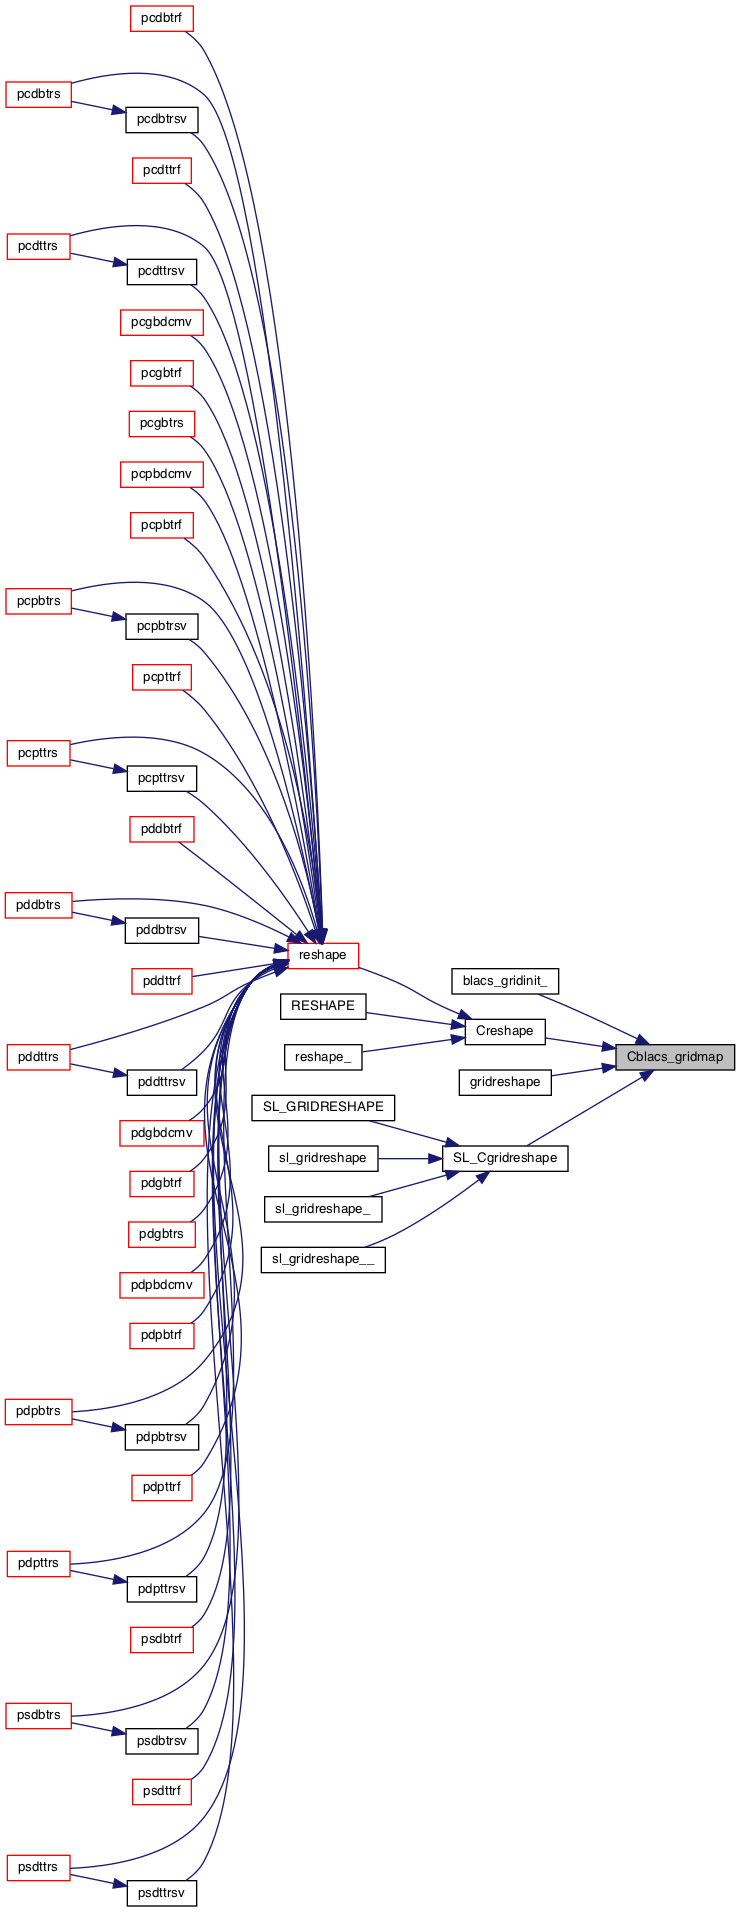 pcdbtrf
pcdbtrs
pcdbtrsv
pcdttrf
pcdttrs
pcdttrsv
pcgbdcmv
pcgbtrf
pcgbtrs
pcpbdcmv
pcpbtrf
pcpbtrs
pcpbtrsv
pcpttrf
pcpttrs
pcpttrsv
pddbtrf
pddbtrs
pddbtrsv
reshape
pddttrf
blacs_gridinit_
RESHAPE
Creshape
pddttrs
reshape_
Cblacs_gridmap
pddttrsv
gridreshape
SL_GRIDRESHAPE
pdgbdcmv
sl_gridreshape
SL_Cgridreshape
pdgbtrf
sl_gridreshape_
pdgbtrs
sl_gridreshape__
pdpbdcmv
pdpbtrf
pdpbtrs
pdpbtrsv
pdpttrf
pdpttrs
pdpttrsv
psdbtrf
psdbtrs
psdbtrsv
psdttrf
psdttrs
psdttrsv